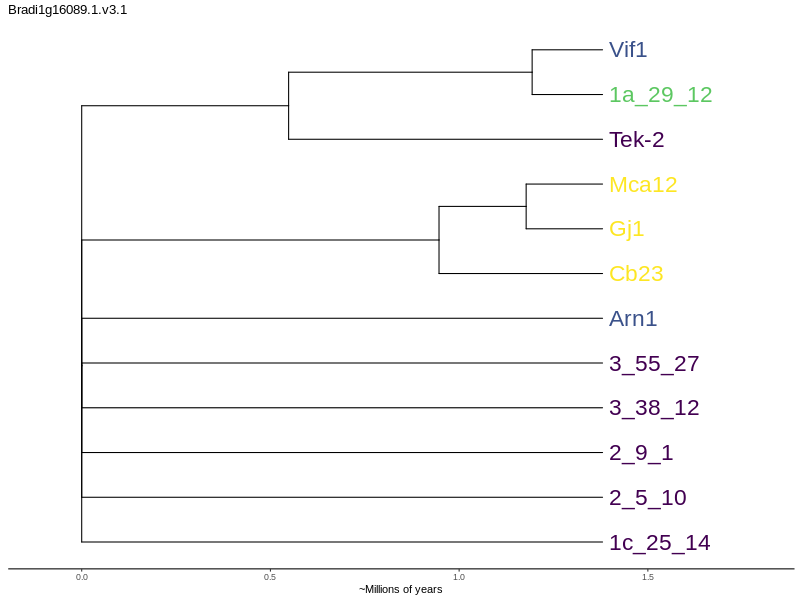 Bradi1g16089.1.v3.1
Vif1
1a_29_12
Tek-2
Mca12
Gj1
Cb23
Arn1
3_55_27
3_38_12
2_9_1
2_5_10
1c_25_14
0.0 0.5 1.0 1.5
~Millions of years